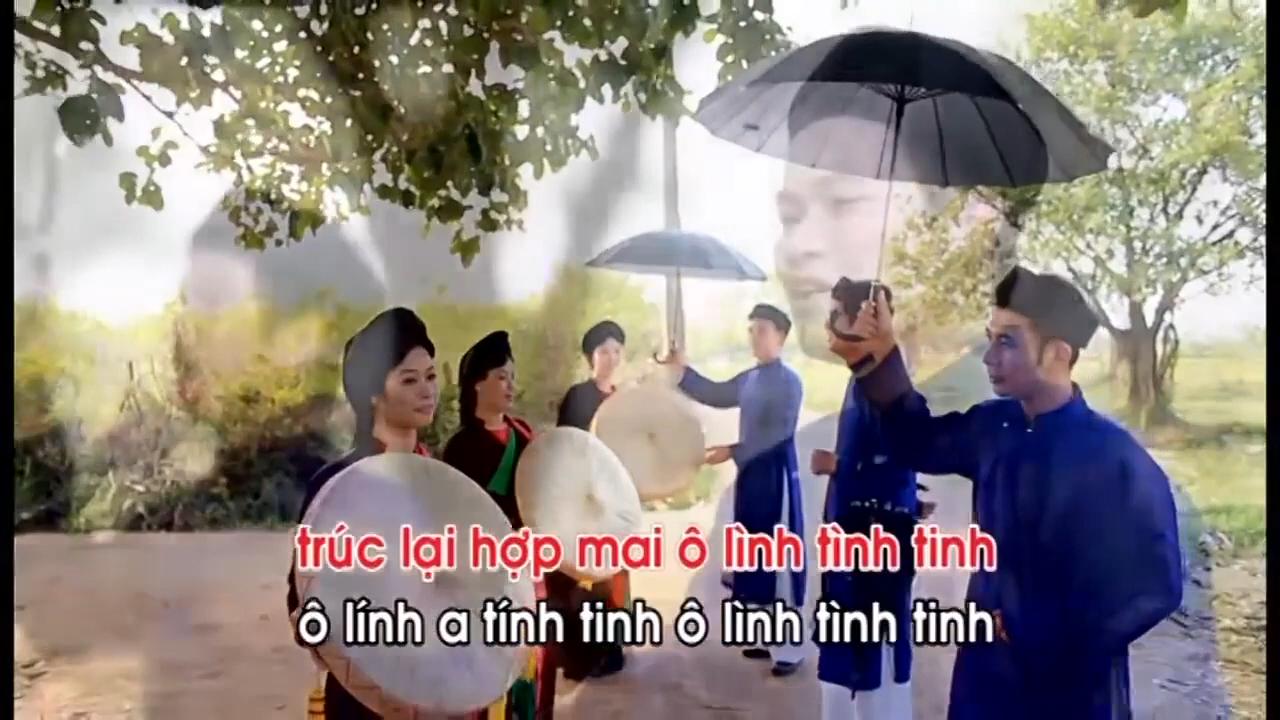 trúc lại hợp mai ô lình tình tinh
ô lính a tính tinh ô lình tình tinh